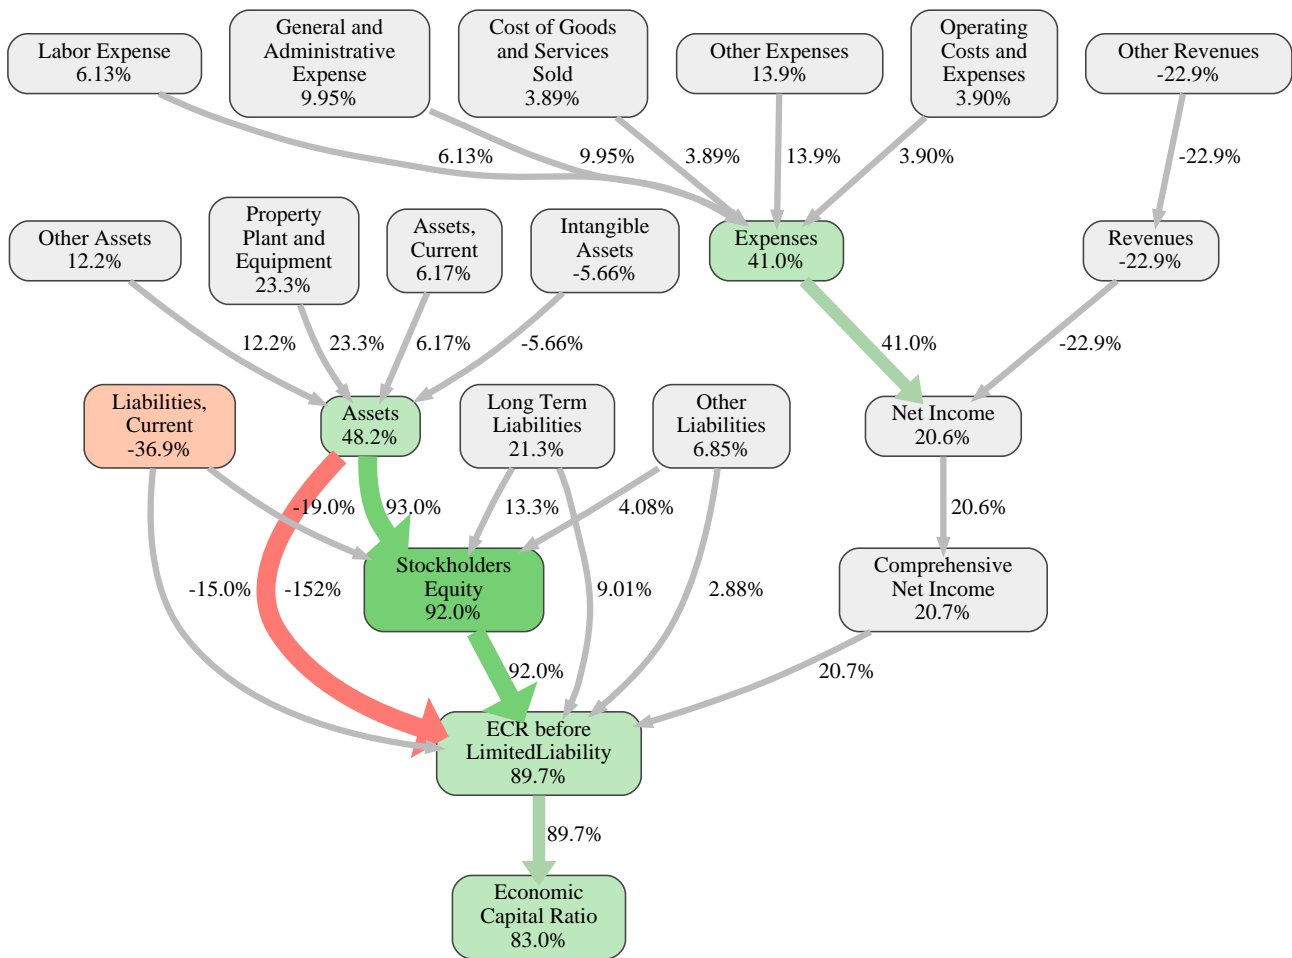 Labor Expense
6.13%
General and
Administrative
Expense
9.95%
Cost of Goods
and Services
Sold
3.89%
Other Expenses
13.9%
Operating
Costs and
Expenses
3.90%
Other Revenues
-22.9%
6.13%
9.95%
3.89%
13.9%
3.90%
-22.9%
Other Assets
12.2%
Property
Plant and
Equipment
23.3%
Assets,
Current
6.17%
Intangible
Assets
-5.66%
Expenses
41.0%
Revenues
-22.9%
12.2%
23.3%
6.17%
-5.66%
41.0%
-22.9%
Liabilities,
Current
-36.9%
Assets
48.2%
Long Term
Liabilities
21.3%
Other
Liabilities
6.85%
Net Income
20.6%
-19.0%
93.0%
13.3%
4.08%
20.6%
Stockholders
Equity
92.0%
Comprehensive
Net Income
20.7%
-15.0%
-152%
9.01%
2.88%
92.0%
20.7%
ECR before
LimitedLiability
89.7%
89.7%
Economic
Capital Ratio
83.0%